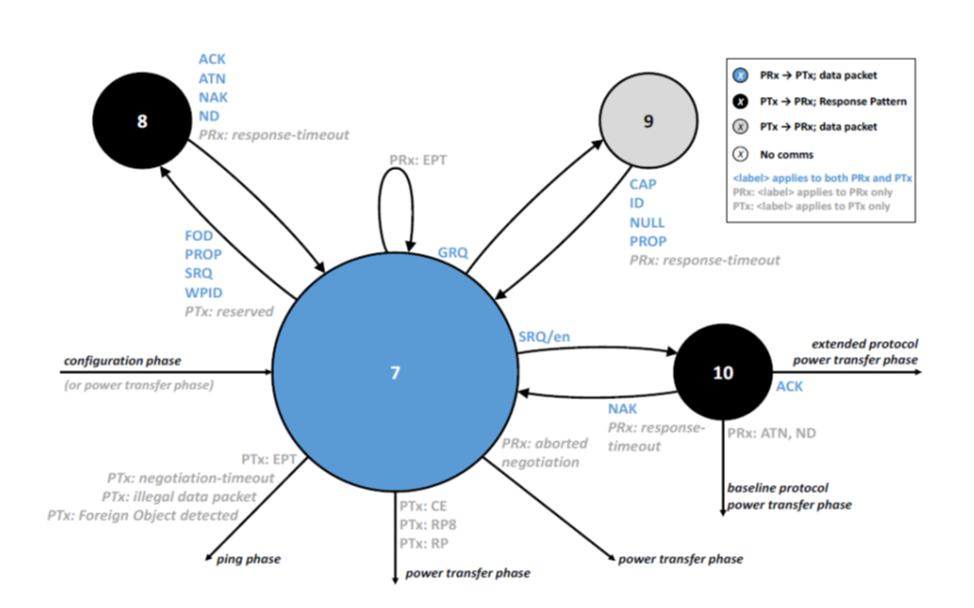 ACK
ATN
NAK
ND
PRx: response-timeout
8
9
x PRx → PTx; data packet
x PTx → PRx; Response Pattern
x PTx → PRx; data packet
x No comms
<label> applies to both PRx and PTx
PRx: <label> applies to PRx only
PTx: <label> applies to PTx only
PRx: EPT
CAP
ID
NULL
PROP
PRx: response-timeout
FOD
PROP
SRQ
WPID
PTx: reserved
GRQ
SRQ/en
configuration phase
(or power transfer phase)
7
10
extended protocol
power transfer phase
ACK
NAK
PRx: response-
timeout
PRx: ATN, ND
PRx: aborted
negotiation
PTx: EPT
PTx: negotiation-timeout
PTx: illegal data packet
PTx: Foreign Object detected
baseline protocol
power transfer phase
PTx: CE
PTx: RP8
PTx: RP
ping phase
power transfer phase
power transfer phase